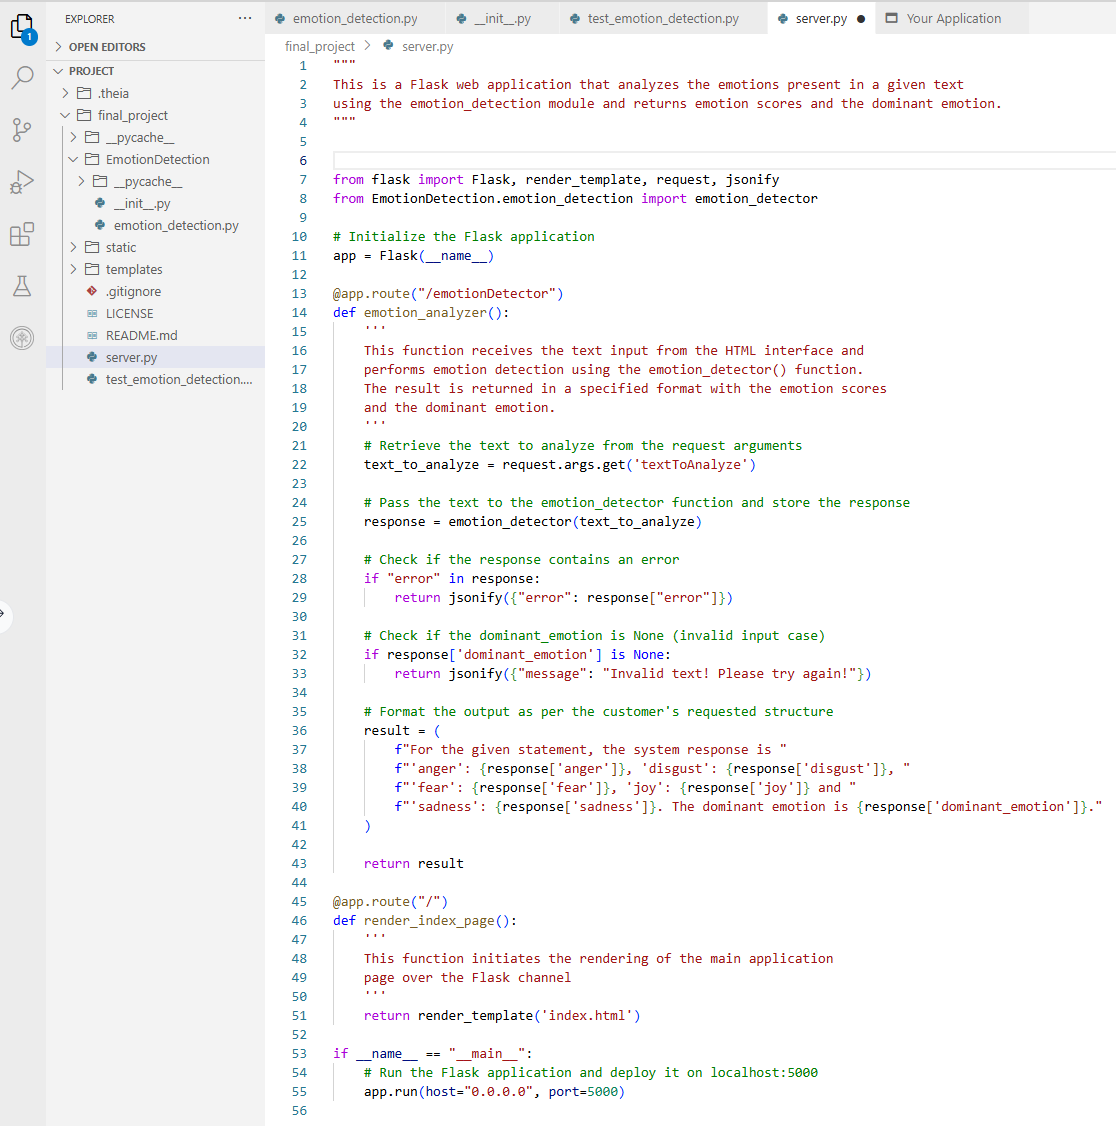 EXPLORER
...
OPEN EDITORS
PROJECT
.theia
final_project
__pycache__
EmotionDetection
__pycache__
__init__.py
emotion_detection.py
static
templates
.gitignore
LICENSE
README.md
server.py
test_emotion_detection....
1
emotion_detection.py
__init__.py
test_emotion_detection.py
server.py
Your Application
final_project > server.py
1 """
2 This is a Flask web application that analyzes the emotions present in a given text
3 using the emotion_detection module and returns emotion scores and the dominant emotion.
4 """
5
6
7 from flask import Flask, render_template, request, jsonify
8 from EmotionDetection.emotion_detection import emotion_detector
9
10 # Initialize the Flask application
11 app = Flask(__name__)
12
13 @app.route("/emotionDetector")
14 def emotion_analyzer():
15     '''
16     This function receives the text input from the HTML interface and
17     performs emotion detection using the emotion_detector() function.
18     The result is returned in a specified format with the emotion scores
19     and the dominant emotion.
20     '''
21     # Retrieve the text to analyze from the request arguments
22     text_to_analyze = request.args.get('textToAnalyze')
23
24     # Pass the text to the emotion_detector function and store the response
25     response = emotion_detector(text_to_analyze)
26
27     # Check if the response contains an error
28     if "error" in response:
29         return jsonify({"error": response["error"]})
30
31     # Check if the dominant_emotion is None (invalid input case)
32     if response['dominant_emotion'] is None:
33         return jsonify({"message": "Invalid text! Please try again!"})
34
35     # Format the output as per the customer's requested structure
36     result = (
37         f"For the given statement, the system response is "
38         f"'anger': {response['anger']}, 'disgust': {response['disgust']}, "
39         f"'fear': {response['fear']}, 'joy': {response['joy']} and "
40         f"'sadness': {response['sadness']}. The dominant emotion is {response['dominant_emotion']}."
41     )
42
43     return result
44
45 @app.route("/")
46 def render_index_page():
47     '''
48     This function initiates the rendering of the main application
49     page over the Flask channel
50     '''
51     return render_template('index.html')
52
53 if __name__ == "__main__":
54     # Run the Flask application and deploy it on localhost:5000
55     app.run(host="0.0.0.0", port=5000)
56